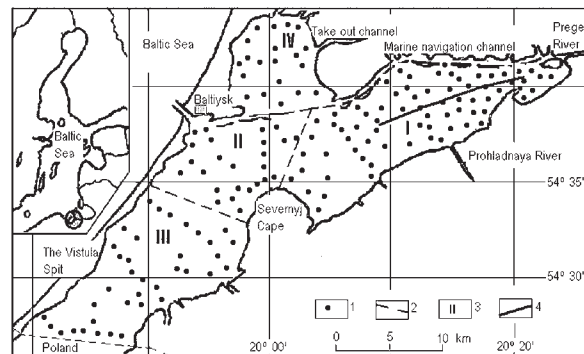 Baltic Sea
Take out channel
Pregel
River
Marine navigation channel
IV
Baltic
Sea
Baltiysk
I
II
Prohladnaya River
54° 35'
Severnyj
Cape
III
The Vistula
Spit
54° 30'
1
2
II 3
4
0 5 10 km
Poland
20° 00'
20° 20'